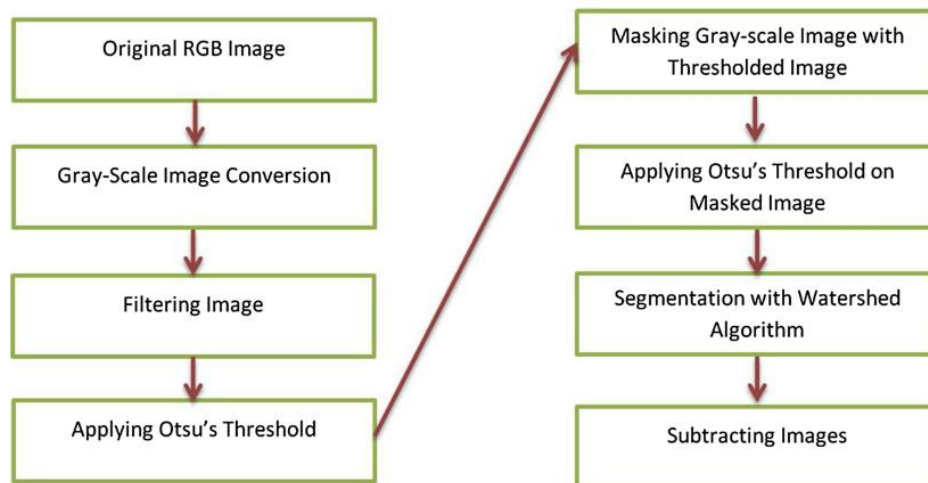 Original RGB Image
Gray-Scale Image Conversion
Filtering Image
Applying Otsu’s Threshold
Masking Gray-scale Image with
Thresholded Image
Applying Otsu’s Threshold on
Masked Image
Segmentation with Watershed
Algorithm
Subtracting Images